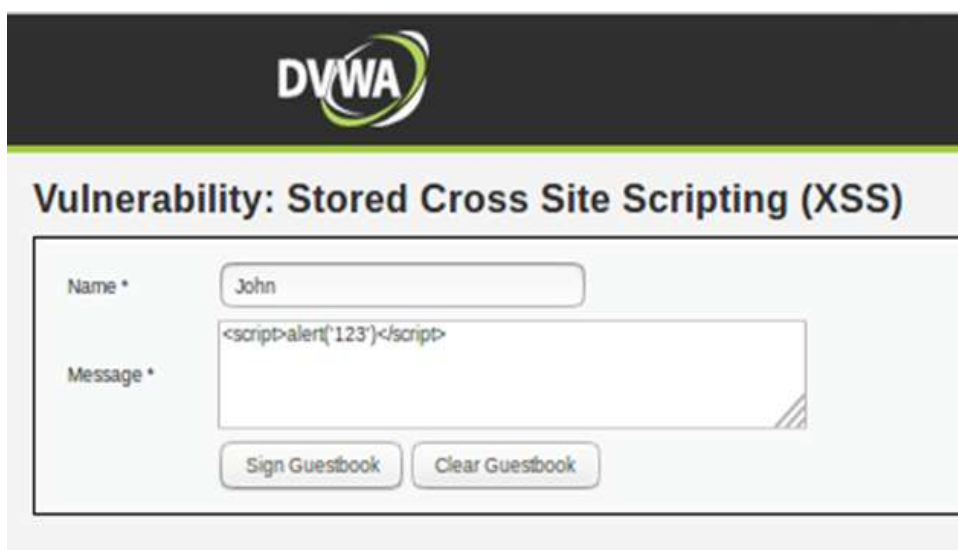 DVWA
Vulnerability: Stored Cross Site Scripting (XSS)
Name * John
<script>alert('123')</script>
Message *
Sign Guestbook Clear Guestbook